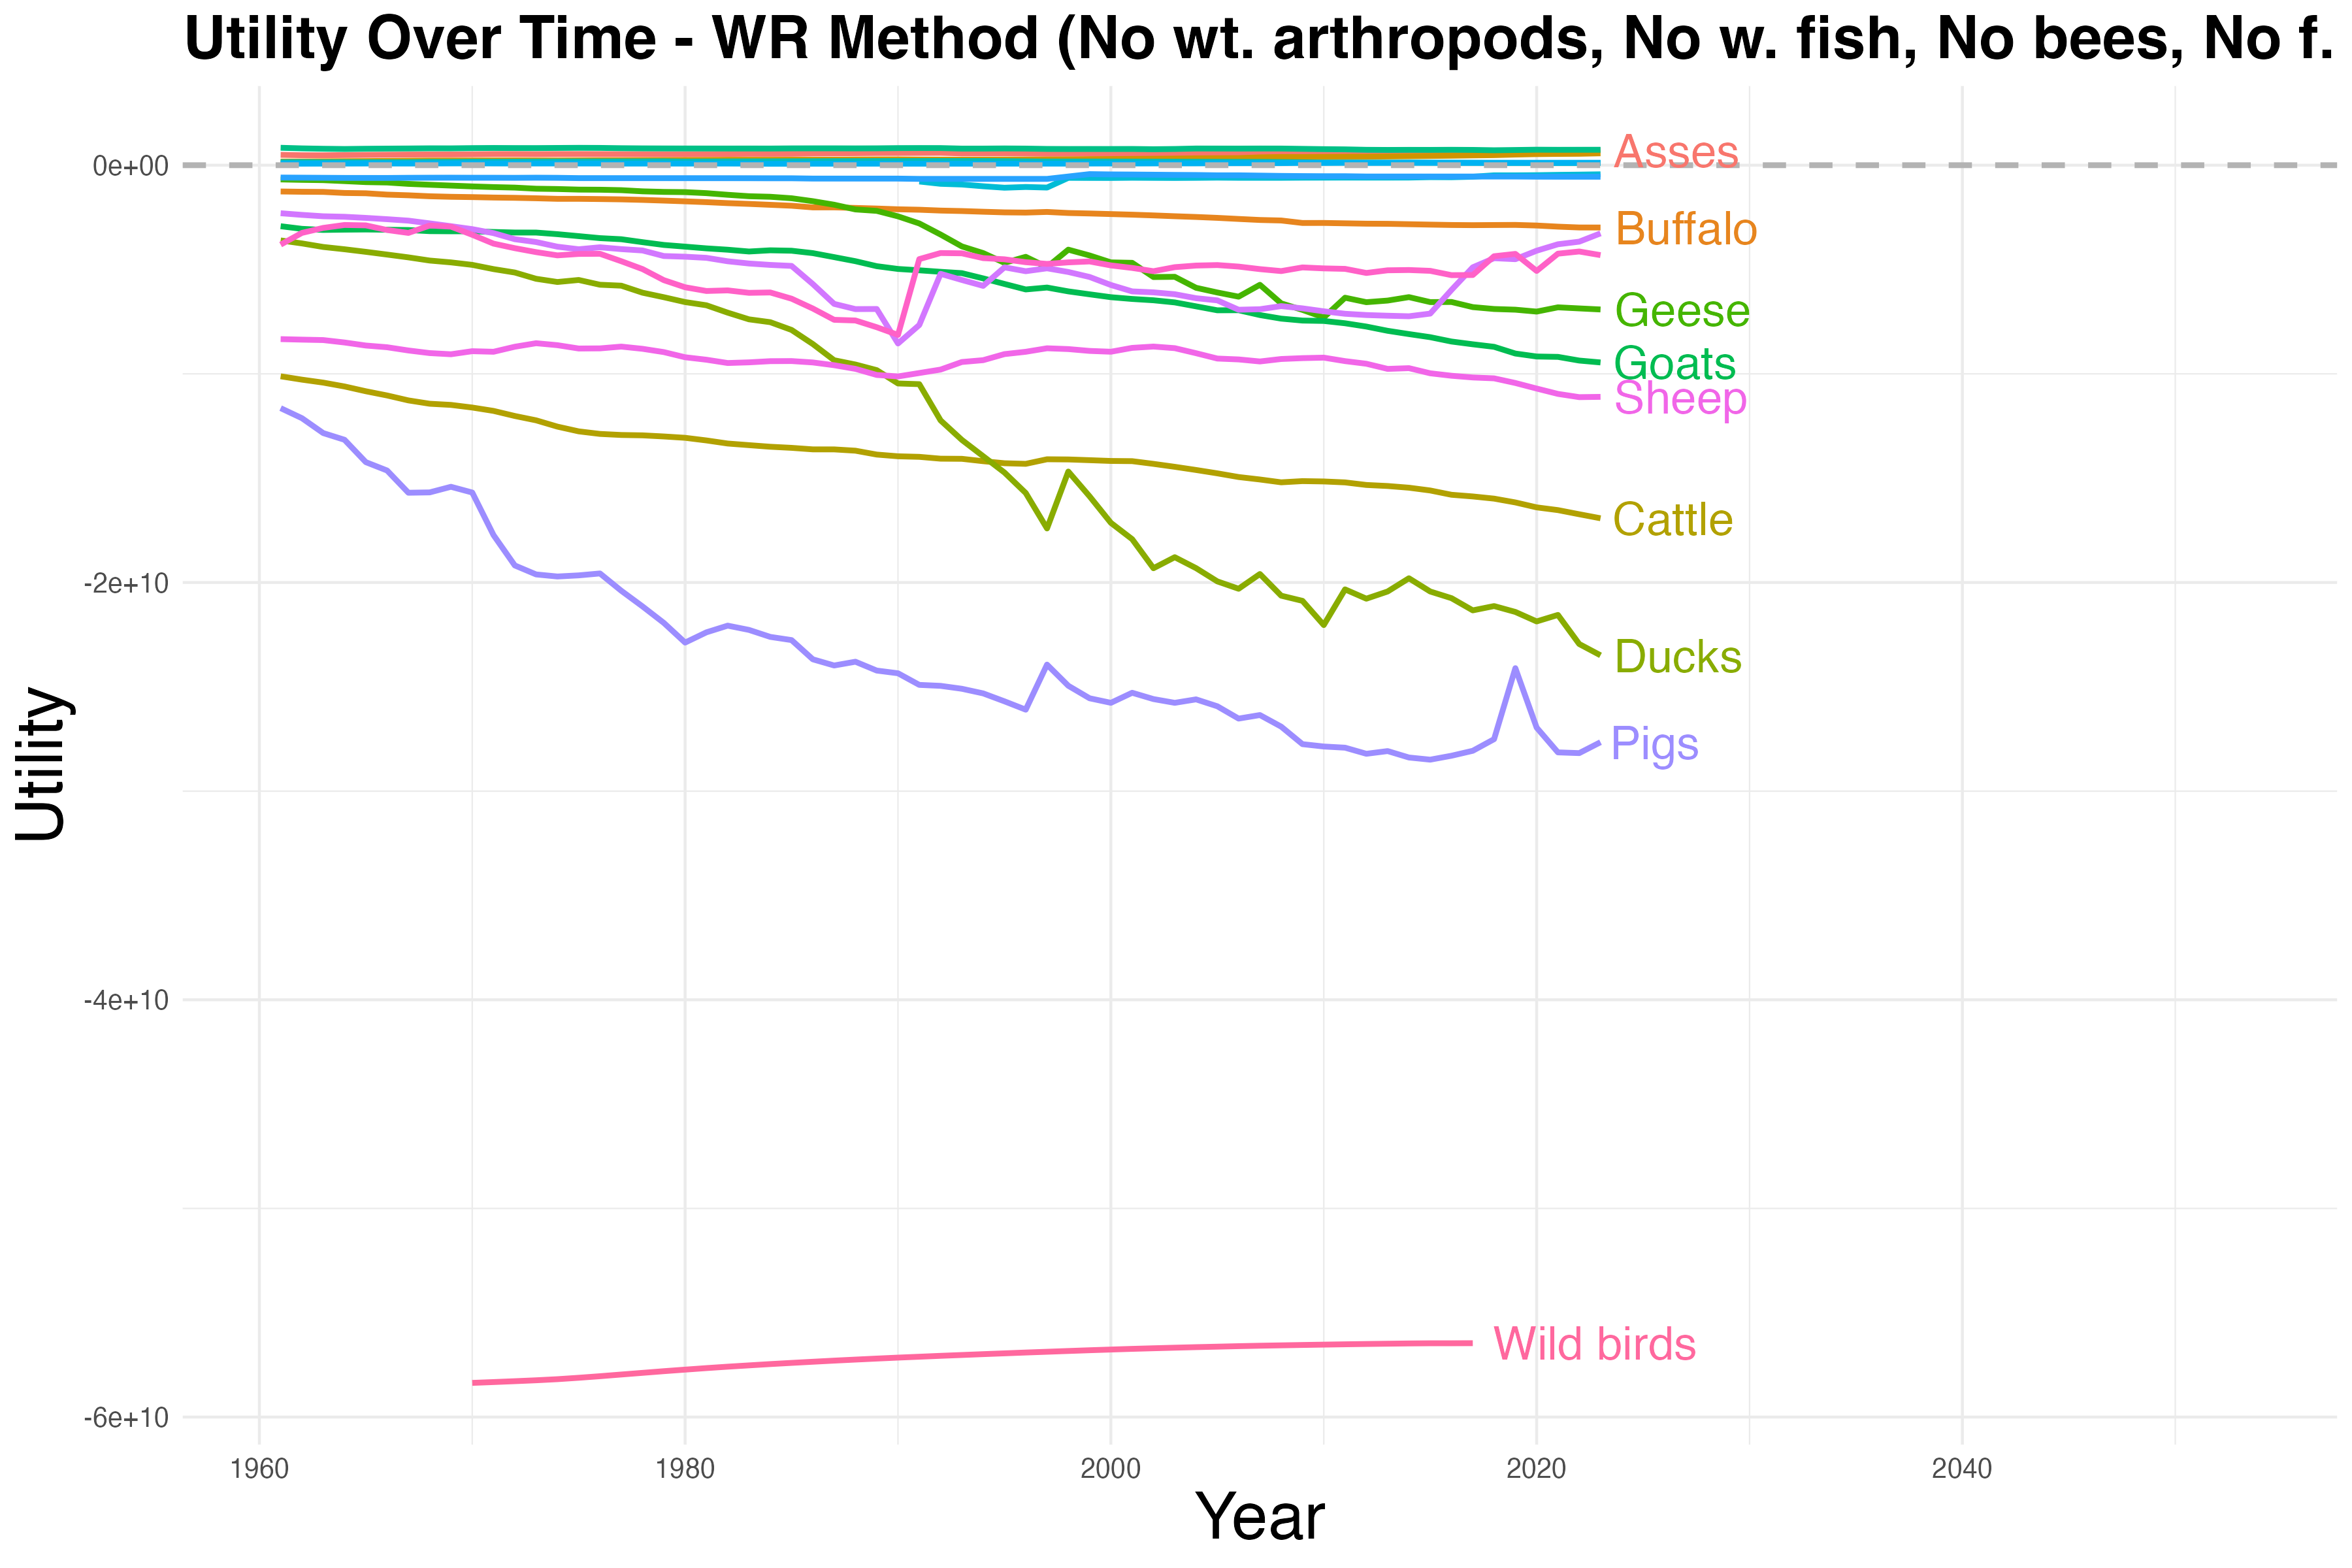 Utility Over Time - WR Method (No wt. arthropods, No w. fish, No bees, No f.
0e+00
-2e+10
-4e+10
-6e+10
Utility
Asses
Buffalo
Geese
Goats
Sheep
Cattle
Ducks
Pigs
Wild birds
1960
1980
2000
2020
2040
Year